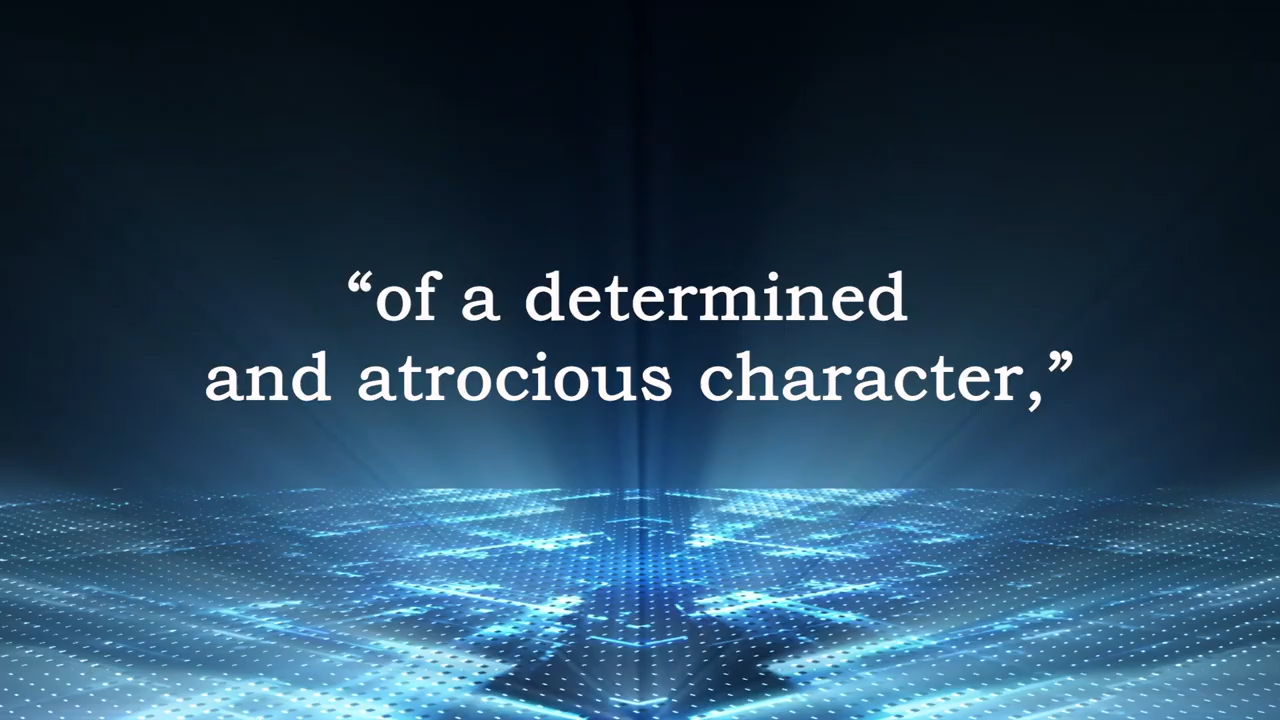 “of a determined
and atrocious character,”